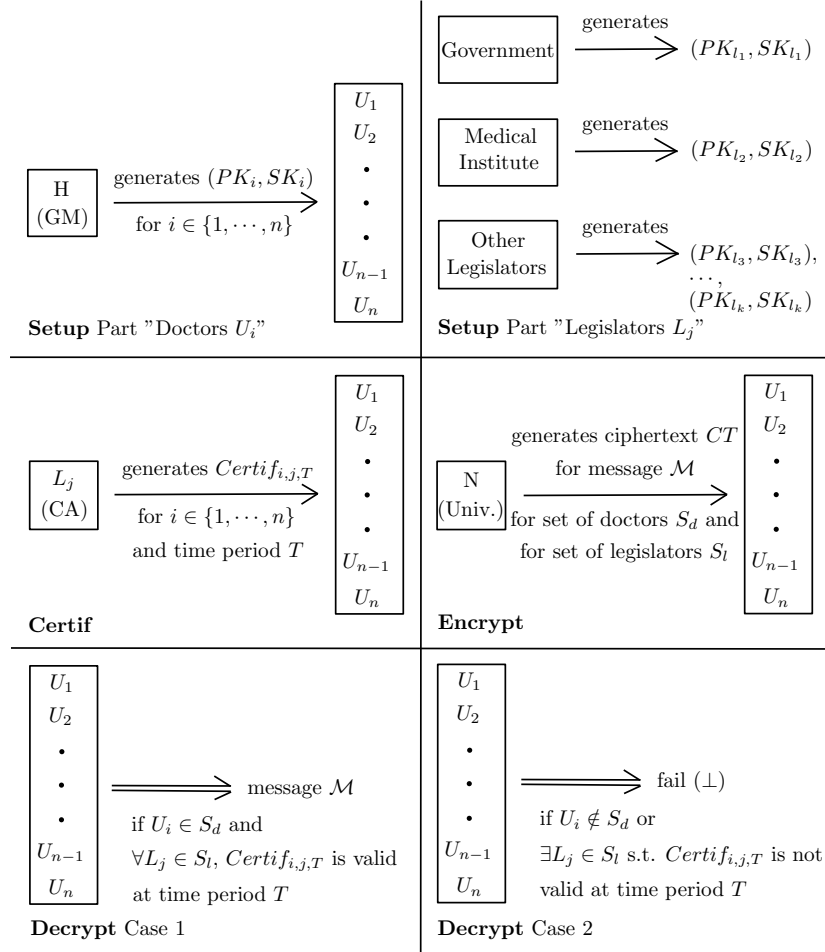 H
(GM)
generates (PK_i, SK_i)
for i ∈ {1, ⋯, n}
U_1
U_2
•
•
•
U_{n−1}
U_n
Setup Part ”Doctors U_i”
Government
generates
(PK_{l_1}, SK_{l_1})
Medical
Institute
generates
(PK_{l_2}, SK_{l_2})
Other
Legislators
generates
(PK_{l_3}, SK_{l_3}),
⋯,
(PK_{l_k}, SK_{l_k})
Setup Part ”Legislators L_j”
L_j
(CA)
generates Certif_{i,j,T}
for i ∈ {1, ⋯, n}
and time period T
U_1
U_2
•
•
•
U_{n−1}
U_n
Certif
N
(Univ.)
generates ciphertext CT
for message ℳ
for set of doctors S_d and
for set of legislators S_l
U_1
U_2
•
•
•
U_{n−1}
U_n
Encrypt
U_1
U_2
•
•
•
U_{n−1}
U_n
message ℳ
if U_i ∈ S_d and
∀L_j ∈ S_l, Certif_{i,j,T} is valid
at time period T
Decrypt Case 1
U_1
U_2
•
•
•
U_{n−1}
U_n
fail (⊥)
if U_i ∉ S_d or
∃L_j ∈ S_l s.t. Certif_{i,j,T} is not
valid at time period T
Decrypt Case 2